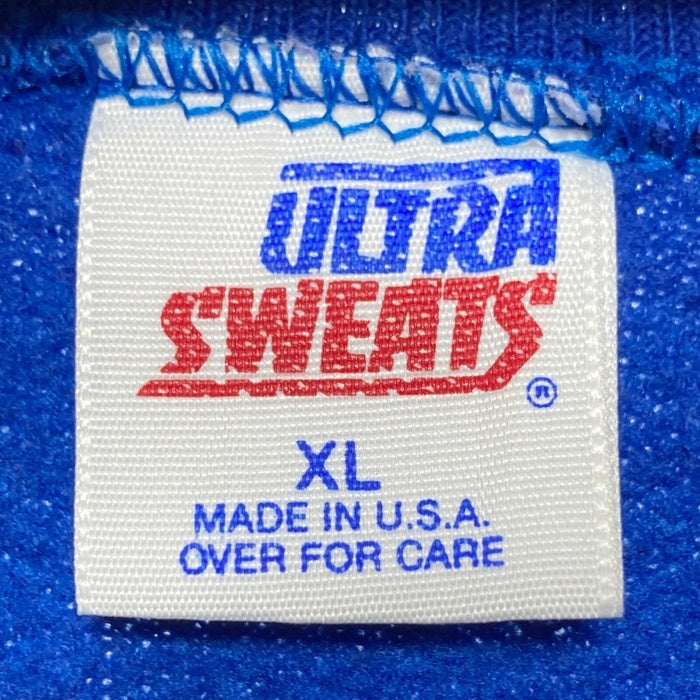 ULTRA
SWEATS®
XL
MADE IN U.S.A.
OVER FOR CARE